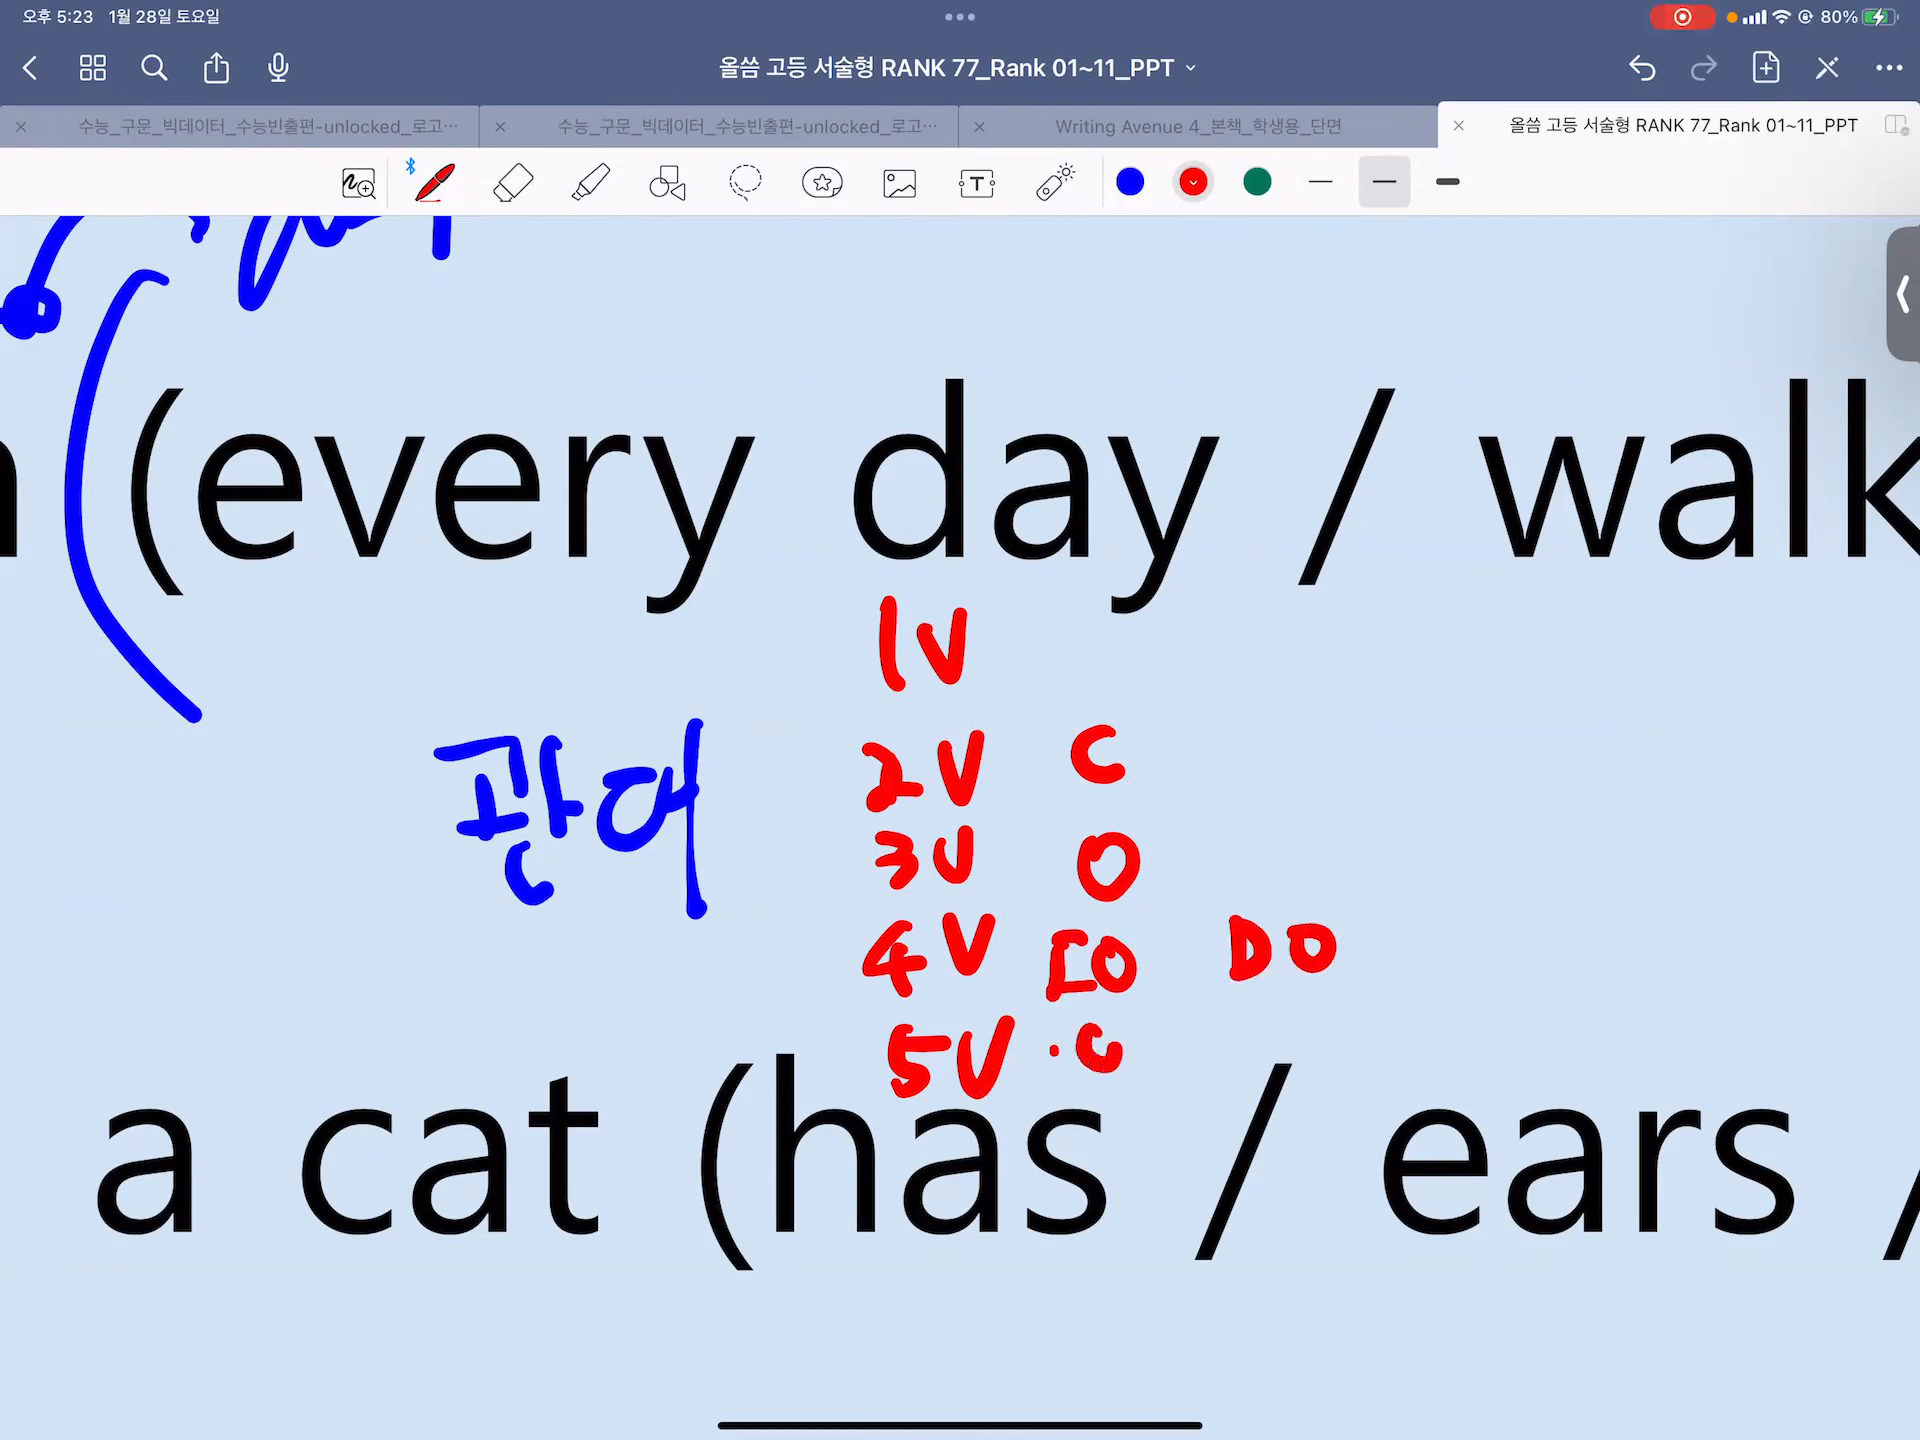 오후 5:23 1월 28일 토요일 80%
올씀 고등 서술형 RANK 77_Rank 01~11_PPT
수능_구문_빅데이터_수능빈출편-unlocked_로고… 수능_구문_빅데이터_수능빈출편-unlocked_로고… Writing Avenue 4_본책_학생용_단면 올씀 고등 서술형 RANK 77_Rank 01~11_PPT
(every day / walk
1V
관대 2V C
3V O
4V IO DO
5V .C
a cat (has / ears /